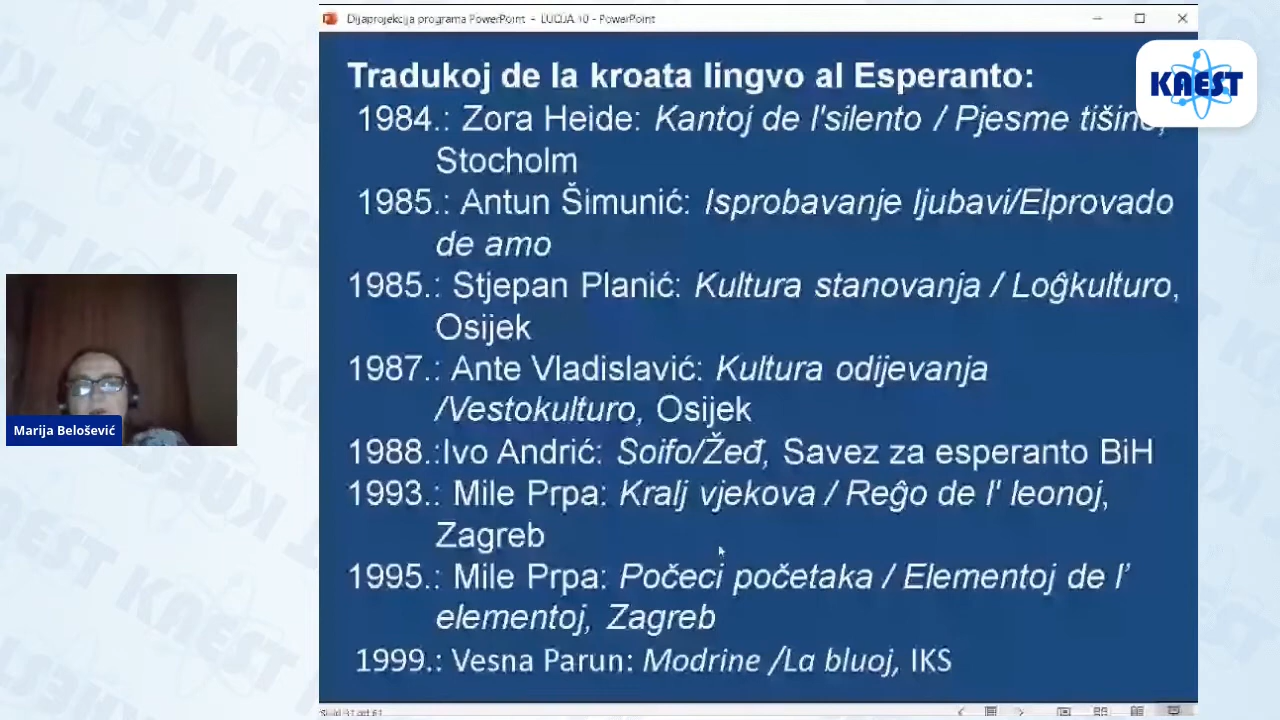 Dijaprojekcija programa PowerPoint - LUCIJA 10 - PowerPoint
KAEST
Tradukoj de la kroata lingvo al Esperanto:
1984.: Zora Heide: Kantoj de l'silento / Pjesme tišine,
Stocholm
1985.: Antun Šimunić: Isprobavanje ljubavi/Elprovado
de amo
1985.: Stjepan Planić: Kultura stanovanja / Loĝkulturo,
Osijek
1987.: Ante Vladislavić: Kultura odijevanja
/Vestokulturo, Osijek
1988.:Ivo Andrić: Soifo/Žeđ, Savez za esperanto BiH
1993.: Mile Prpa: Kralj vjekova / Reĝo de l' leonoj,
Zagreb
1995.: Mile Prpa: Počeci početaka / Elementoj de l’
elementoj, Zagreb
1999.: Vesna Parun: Modrine /La bluoj, IKS
Marija Belošević